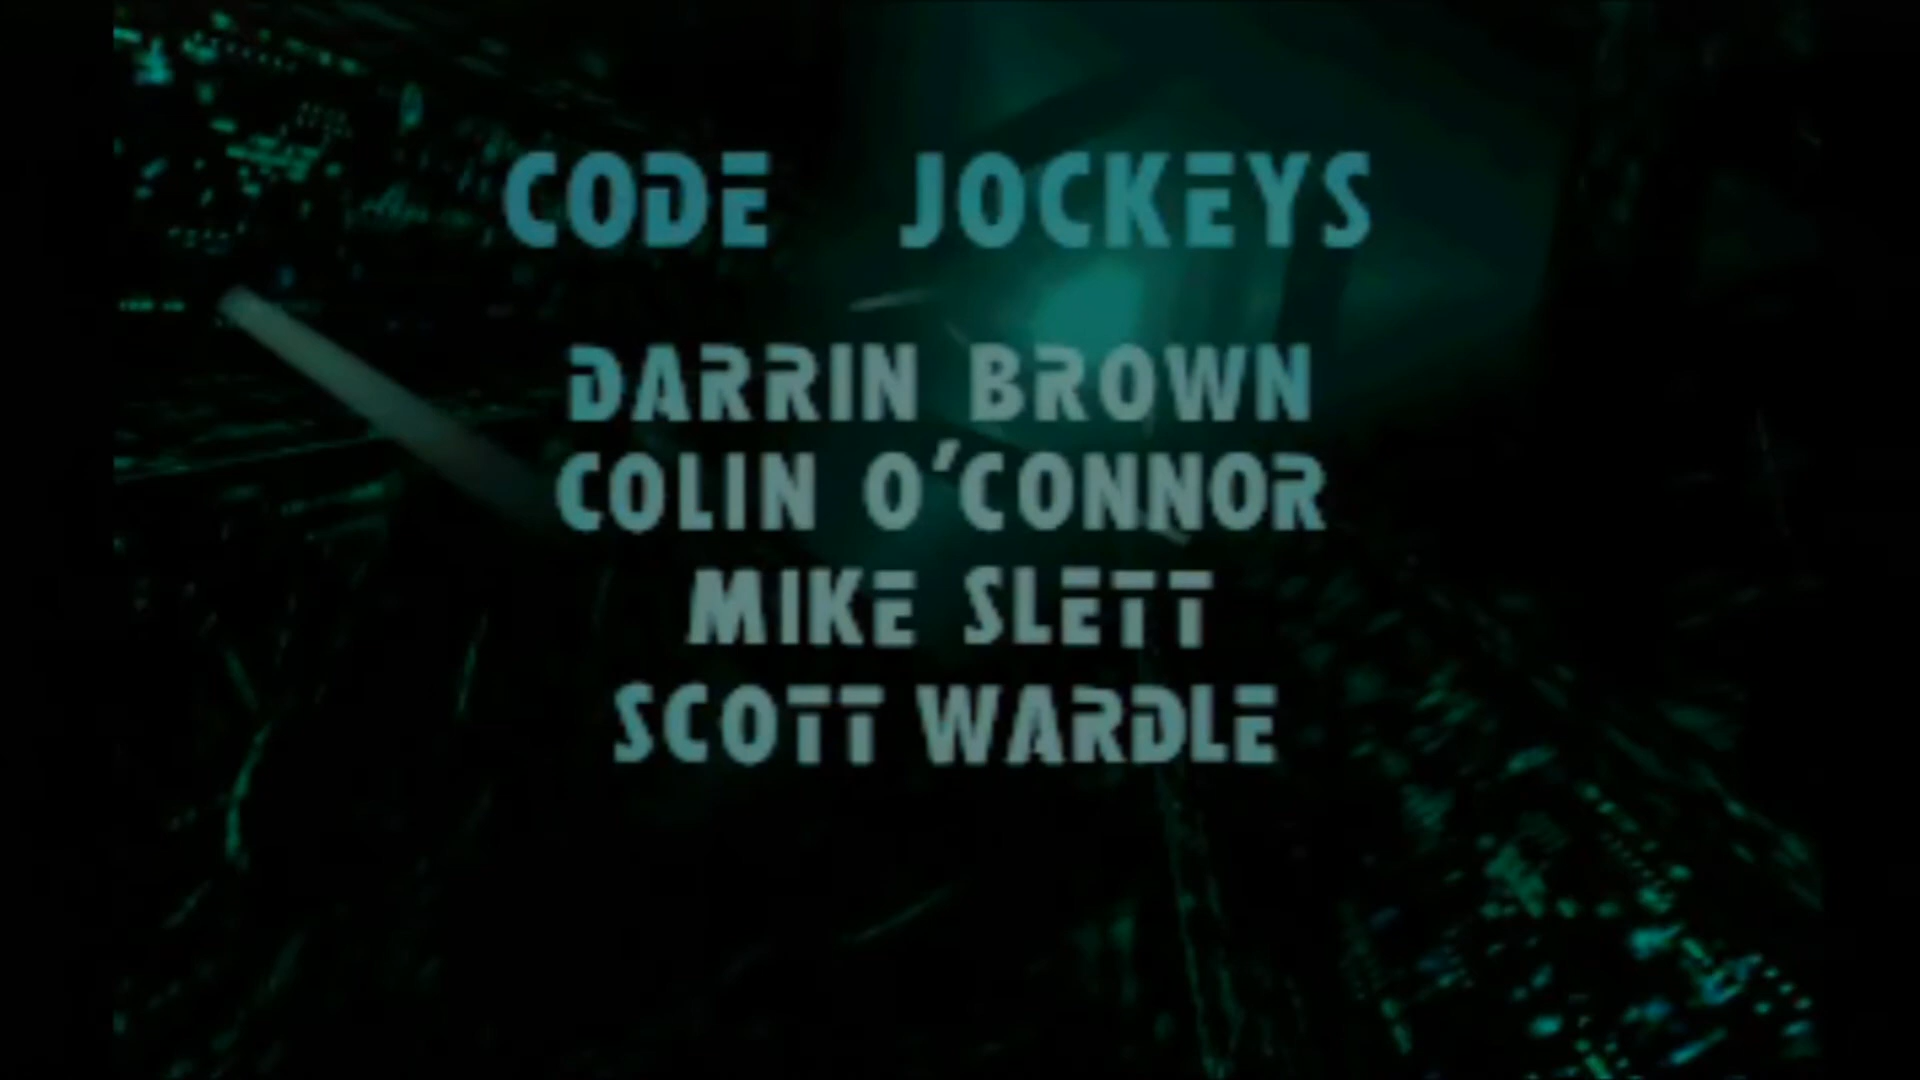 CODE JOCKEYS
DARRIN BROWN
COLIN O'CONNOR
MIKE SLETT
SCOTT WARDLE